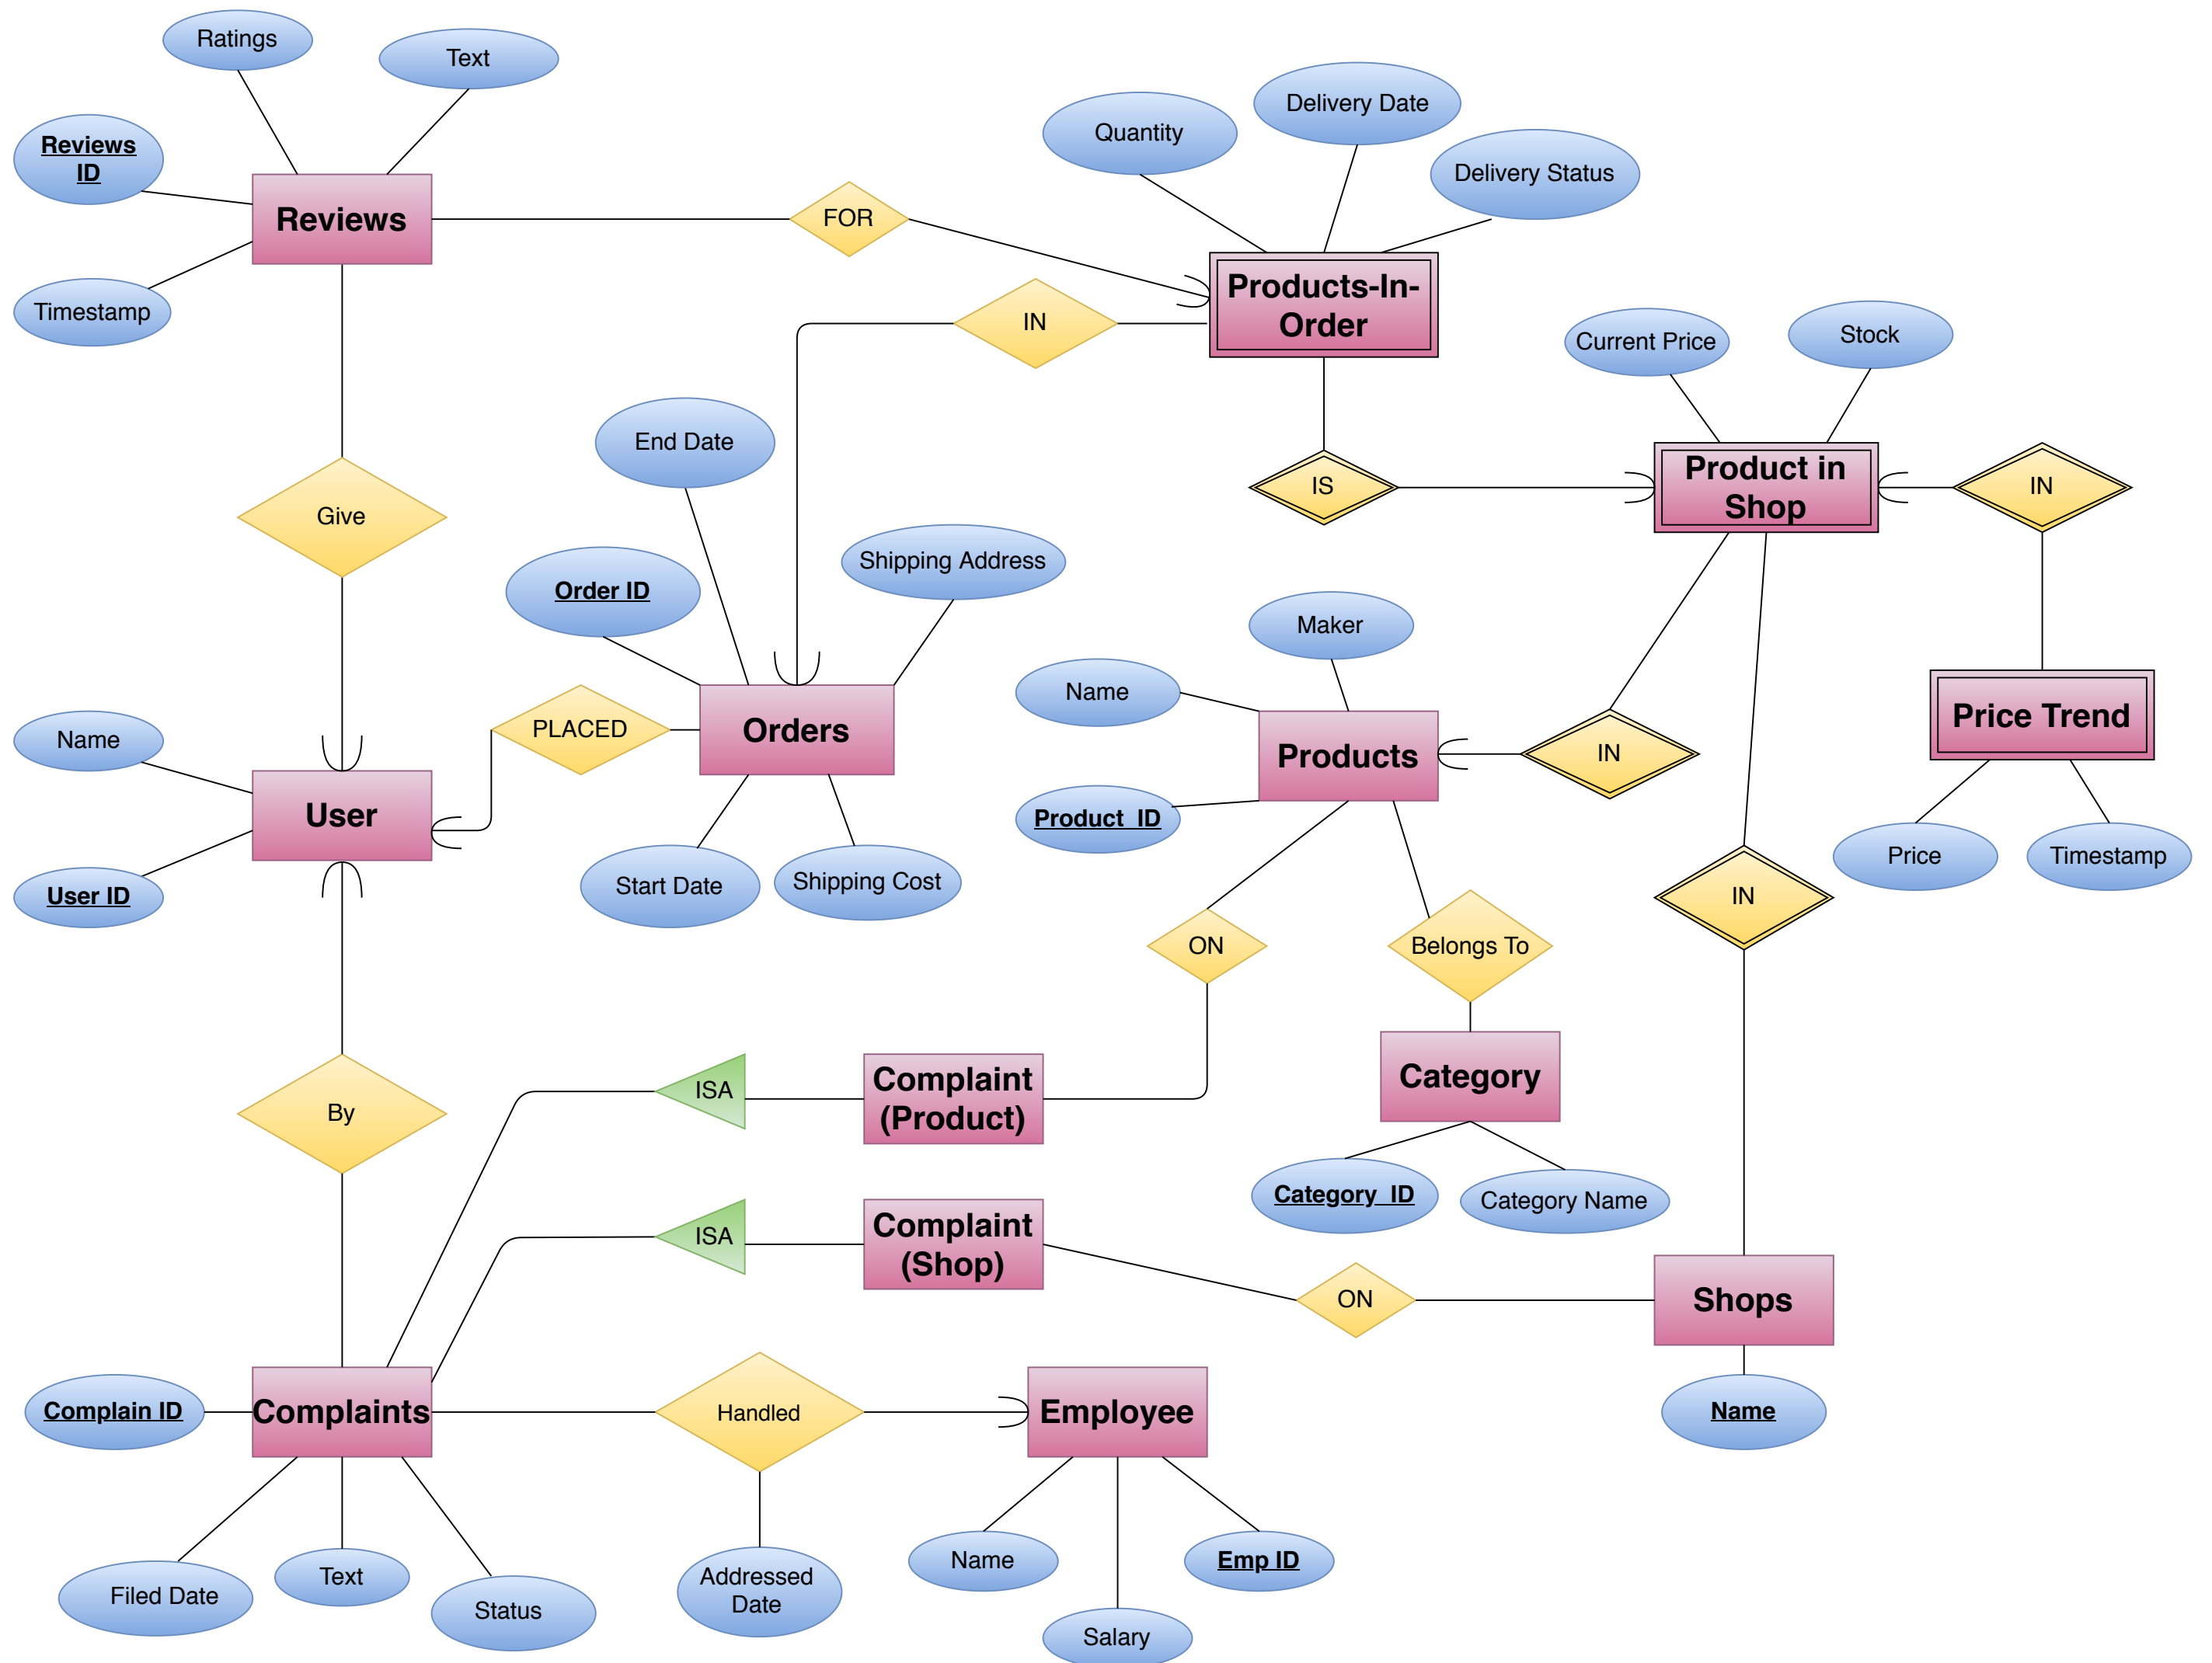 Ratings
Text
Reviews
ID
Reviews
Timestamp
FOR
Quantity
Delivery Date
Delivery Status
Products-In-
Order
IN
Current Price
Stock
Product in
Shop
IN
IS
Give
End Date
Order ID
Shipping Address
PLACED
Orders
Start Date
Shipping Cost
Name
User
User ID
Maker
Name
Products
Product_ID
IN
Price Trend
Price
Timestamp
IN
ON
Belongs To
Category
Category_ID
Category Name
By
ISA
Complaint
(Product)
ISA
Complaint
(Shop)
ON
Shops
Name
Complain ID
Complaints
Handled
Employee
Filed Date
Text
Status
Addressed
Date
Name
Emp ID
Salary